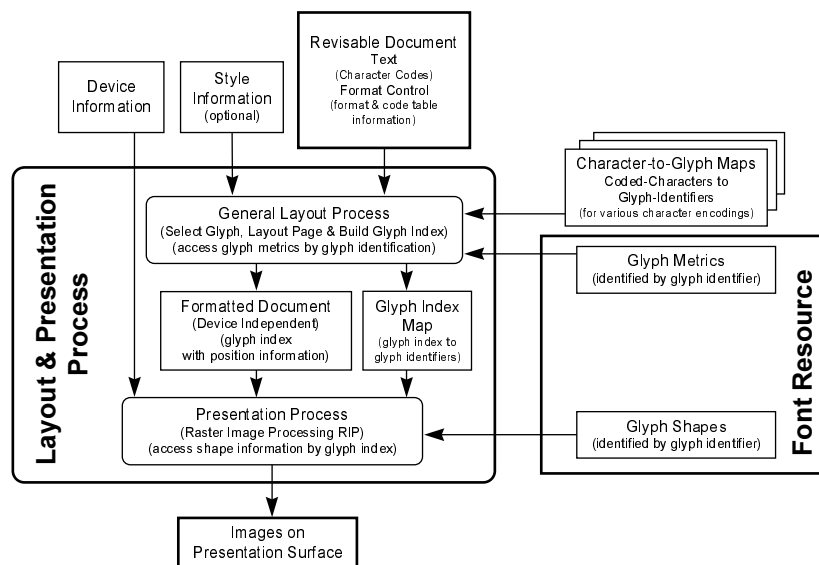 Revisable Document
Text
(Character Codes)
Format Control
(format & code table
information)
Device
Information
Style
Information
(optional)
Character-to-Glyph Maps
Coded-Characters to
Glyph-Identifiers
(for various character encodings)
Layout & Presentation
Process
General Layout Process
(Select Glyph, Layout Page & Build Glyph Index)
(access glyph metrics by glyph identification)
Glyph Metrics
(identified by glyph identifier)
Formatted Document
(Device Independent)
(glyph index
with position information)
Glyph Index
Map
(glyph index to
glyph identifiers)
Font Resource
Presentation Process
(Raster Image Processing RIP)
(access shape information by glyph index)
Glyph Shapes
(identified by glyph identifier)
Images on
Presentation Surface